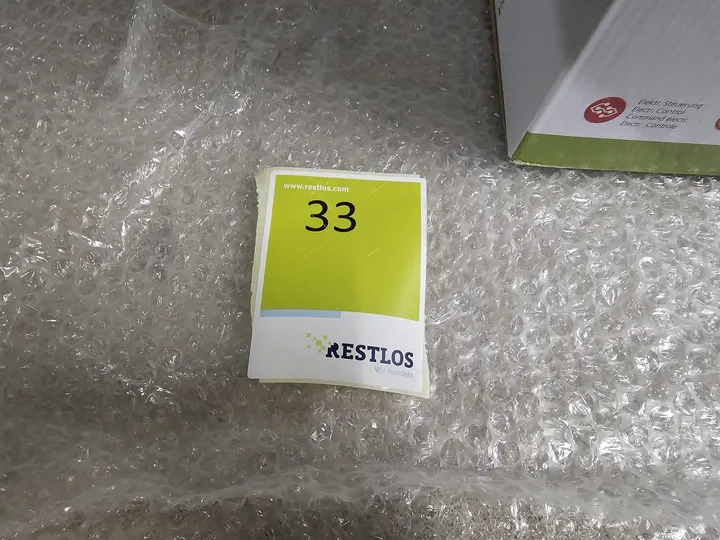 Elektr. Steuerung
Electr. Control
Command électr.
Electr. Controle
www.restlos.com
33
RESTLOS
Wir handeln.